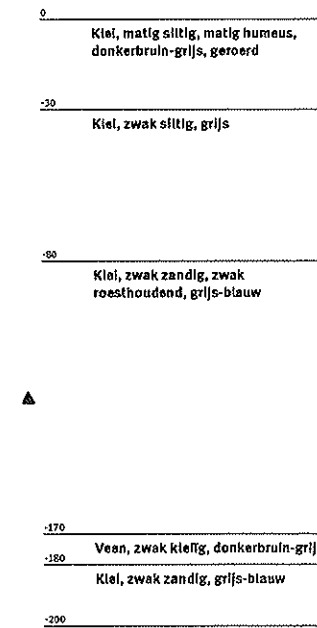 0
Klei, matig siltig, matig humeus,
donkerbruin-grijs, geroerd
-30
Klei, zwak siltig, grijs
-80
Klei, zwak zandig, zwak
roesthoudend, grijs-blauw
-170
Veen, zwak kleiig, donkerbruin-grij
-180
Klei, zwak zandig, grijs-blauw
-200